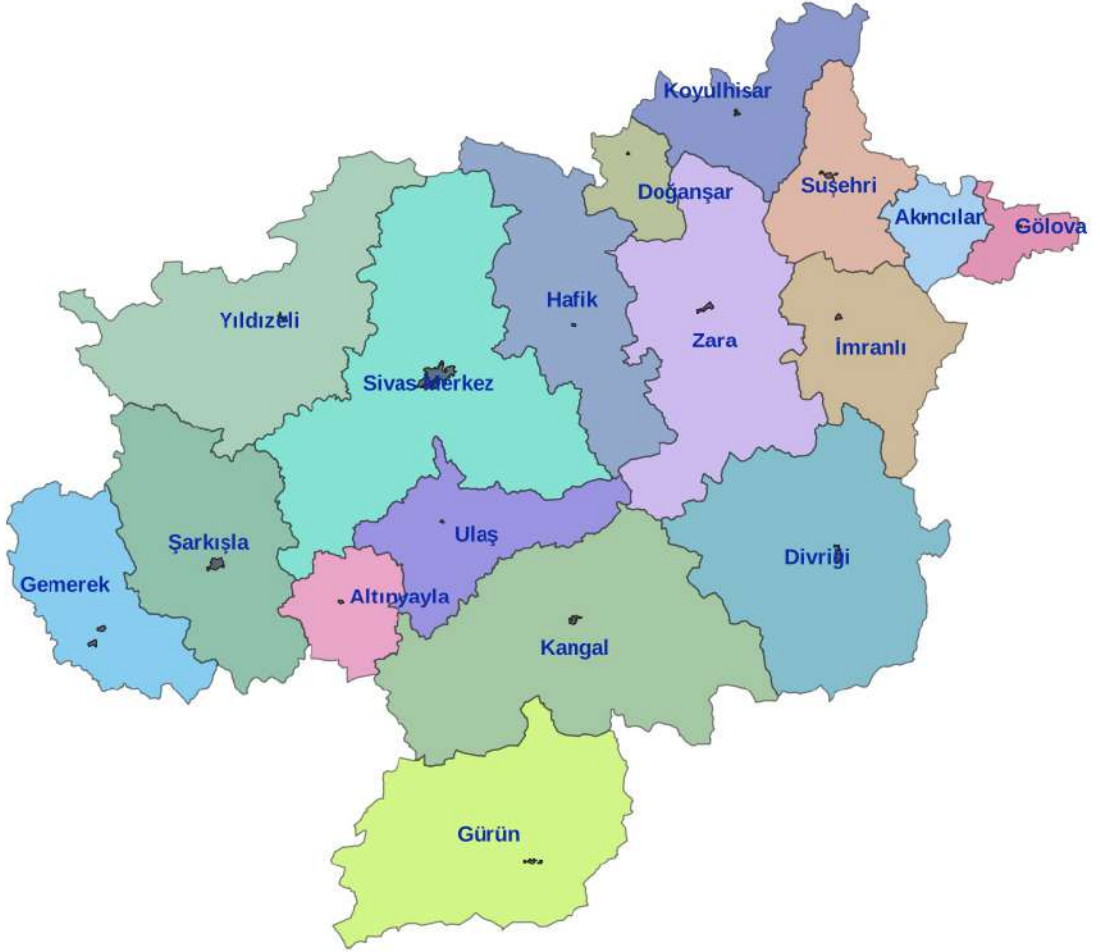 Koyulhisar
Suşehri
Doğanşar
Akıncılar
Gölova
Hafik
Yıldızeli
Zara
İmranlı
Sivas Merkez
Ulaş
Şarkışla
Divriği
Gemerek
Altınyayla
Kangal
Gürün